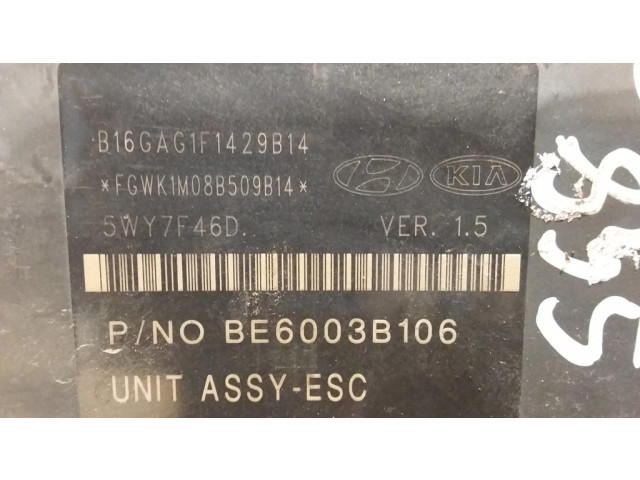 B16GAG1F1429B14
*FGWK1M08B509B14*
KIA
5WY7F46D.
VER. 1.5
P/NO BE6003B106
UNIT ASSY-ESC